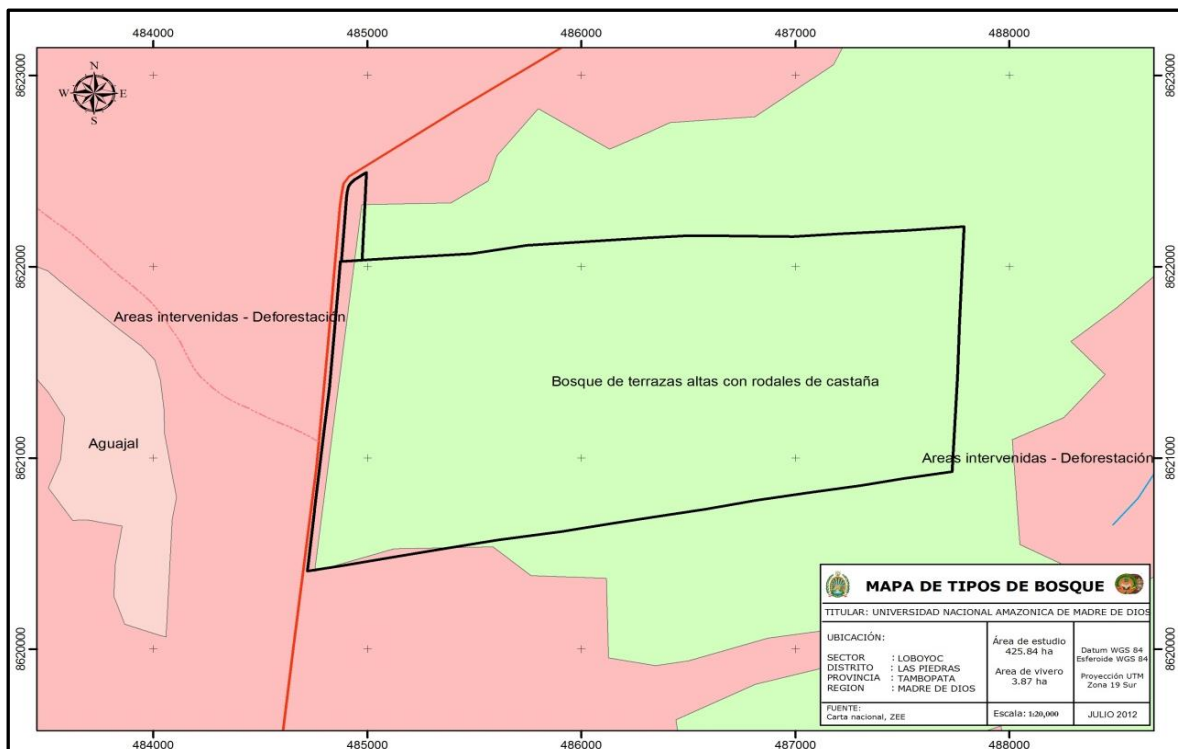 484000 485000 486000 487000 488000
8623000 8623000
N
W E
S
8622000 8622000
Areas intervenidas - Deforestación
Bosque de terrazas altas con rodales de castaña
Aguajal
8621000 8621000
Areas intervenidas - Deforestación
8620000 8620000
MAPA DE TIPOS DE BOSQUE
TITULAR: UNIVERSIDAD NACIONAL AMAZONICA DE MADRE DE DIOS
UBICACIÓN:
SECTOR : LOBOYOC
DISTRITO : LAS PIEDRAS
PROVINCIA : TAMBOPATA
REGION : MADRE DE DIOS
Área de estudio
425.84 ha
Area de vivero
3.87 ha
Datum WGS 84
Esferoide WGS 84
Proyección UTM
Zona 19 Sur
FUENTE:
Carta nacional, ZEE
Escala: 1:20,000
JULIO 2012
484000 485000 486000 487000 488000